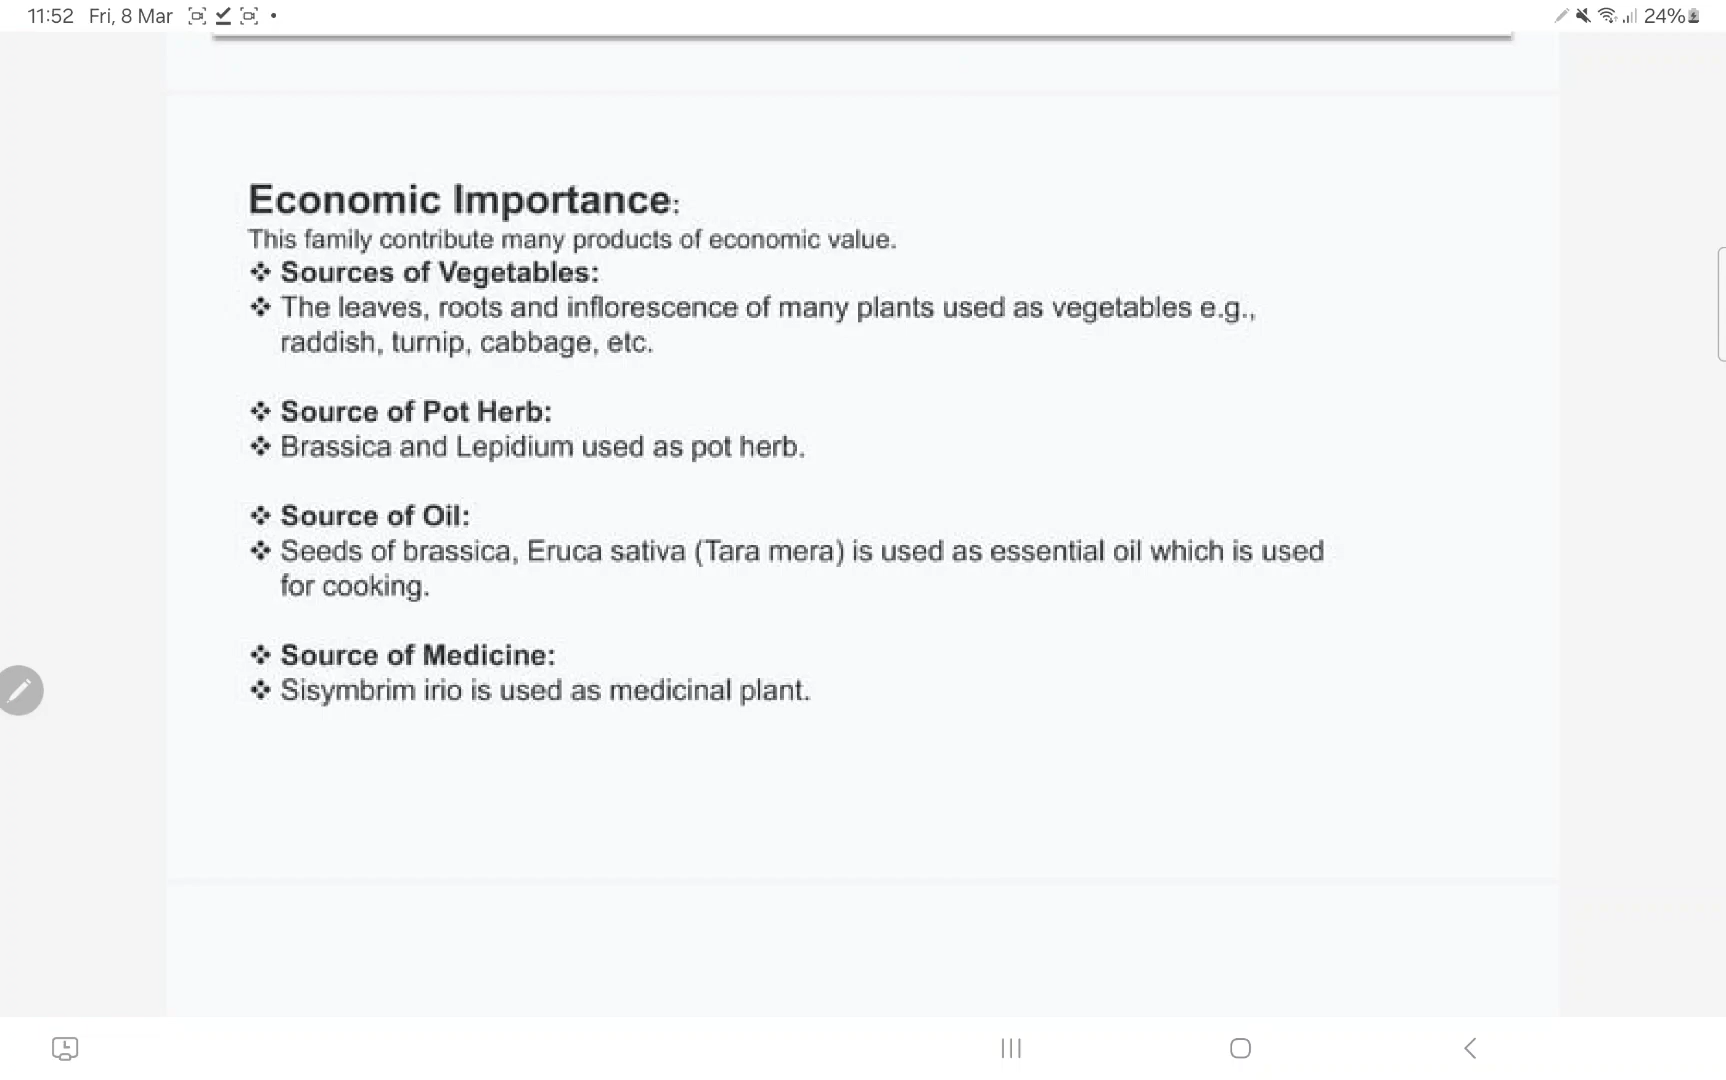 11:52 Fri, 8 Mar 24%
Economic Importance:
This family contribute many products of economic value.
❖ Sources of Vegetables:
❖ The leaves, roots and inflorescence of many plants used as vegetables e.g.,
raddish, turnip, cabbage, etc.
❖ Source of Pot Herb:
❖ Brassica and Lepidium used as pot herb.
❖ Source of Oil:
❖ Seeds of brassica, Eruca sativa (Tara mera) is used as essential oil which is used
for cooking.
❖ Source of Medicine:
❖ Sisymbrim irio is used as medicinal plant.